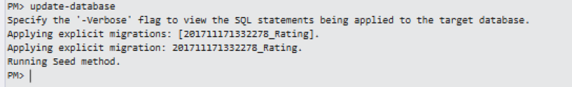 PM> update-database
Specify the '-Verbose' flag to view the SQL statements being applied to the target database.
Applying explicit migrations: [201711171332278_Rating].
Applying explicit migration: 201711171332278_Rating.
Running Seed method.
PM>